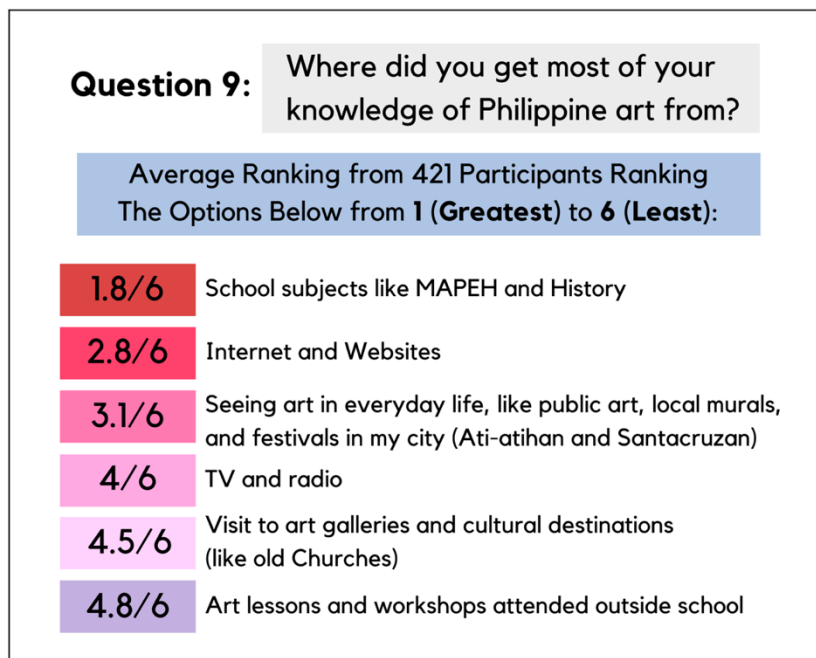 Question 9:
Where did you get most of your
knowledge of Philippine art from?
Average Ranking from 421 Participants Ranking
The Options Below from 1 (Greatest) to 6 (Least):
1.8/6 School subjects like MAPEH and History
2.8/6 Internet and Websites
3.1/6 Seeing art in everyday life, like public art, local murals,
and festivals in my city (Ati-atihan and Santacruzan)
4/6 TV and radio
4.5/6 Visit to art galleries and cultural destinations
(like old Churches)
4.8/6 Art lessons and workshops attended outside school